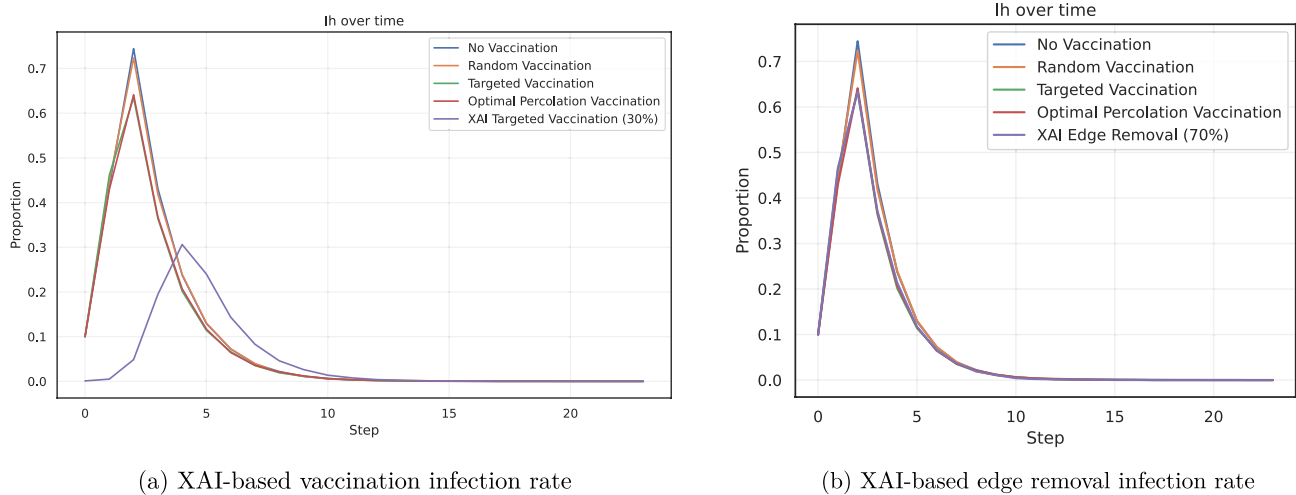 Ih over time
0.7
0.6
0.5
0.4
0.3
0.2
0.1
0.0
Proportion
No Vaccination
Random Vaccination
Targeted Vaccination
Optimal Percolation Vaccination
XAI Targeted Vaccination (30%)
0 5 10 15 20
Step
(a) XAI-based vaccination infection rate
Ih over time
0.7
0.6
0.5
0.4
0.3
0.2
0.1
0.0
Proportion
No Vaccination
Random Vaccination
Targeted Vaccination
Optimal Percolation Vaccination
XAI Edge Removal (70%)
0 5 10 15 20
Step
(b) XAI-based edge removal infection rate